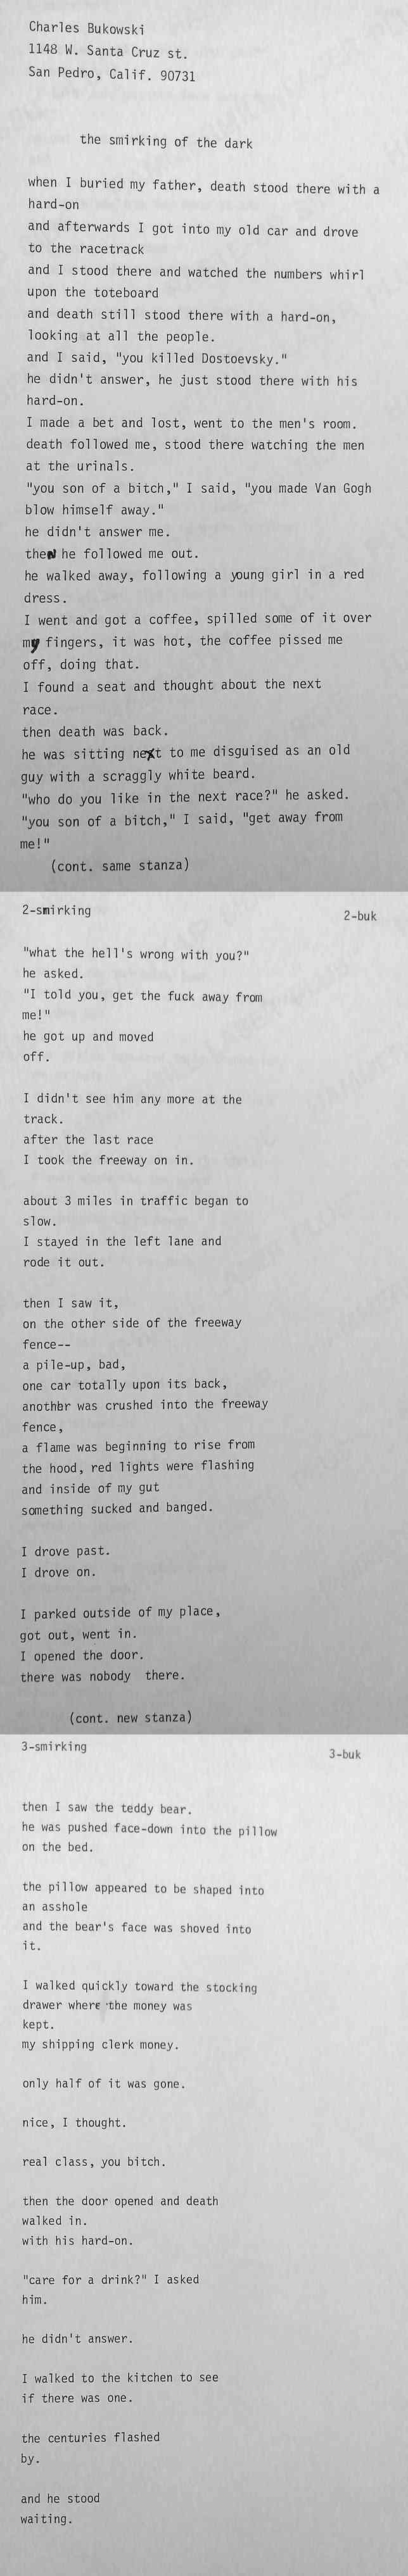 Charles Bukowski
1148 W. Santa Cruz st.
San Pedro, Calif. 90731
the smirking of the dark
when I buried my father, death stood there with a
hard-on
and afterwards I got into my old car and drove
to the racetrack
and I stood there and watched the numbers whirl
upon the toteboard
and death still stood there with a hard-on,
looking at all the people.
and I said, "you killed Dostoevsky."
he didn't answer, he just stood there with his
hard-on.
I made a bet and lost, went to the men's room.
death followed me, stood there watching the men
at the urinals.
"you son of a bitch," I said, "you made Van Gogh
blow himself away."
he didn't answer me.
then he followed me out.
he walked away, following a young girl in a red
dress.
I went and got a coffee, spilled some of it over
my fingers, it was hot, the coffee pissed me
off, doing that.
I found a seat and thought about the next
race.
then death was back.
he was sitting next to me disguised as an old
guy with a scraggly white beard.
"who do you like in the next race?" he asked.
"you son of a bitch," I said, "get away from
me!"
(cont. same stanza)
2-smirking 2-buk
"what the hell's wrong with you?"
he asked.
"I told you, get the fuck away from
me!"
he got up and moved
off.
I didn't see him any more at the
track.
after the last race
I took the freeway on in.
about 3 miles in traffic began to
slow.
I stayed in the left lane and
rode it out.
then I saw it,
on the other side of the freeway
fence--
a pile-up, bad,
one car totally upon its back,
another was crushed into the freeway
fence,
a flame was beginning to rise from
the hood, red lights were flashing
and inside of my gut
something sucked and banged.
I drove past.
I drove on.
I parked outside of my place,
got out, went in.
I opened the door.
there was nobody  there.
(cont. new stanza)
3-smirking 3-buk
then I saw the teddy bear.
he was pushed face-down into the pillow
on the bed.
the pillow appeared to be shaped into
an asshole
and the bear's face was shoved into
it.
I walked quickly toward the stocking
drawer where the money was
kept.
my shipping clerk money.
only half of it was gone.
nice, I thought.
real class, you bitch.
then the door opened and death
walked in.
with his hard-on.
"care for a drink?" I asked
him.
he didn't answer.
I walked to the kitchen to see
if there was one.
the centuries flashed
by.
and he stood
waiting.